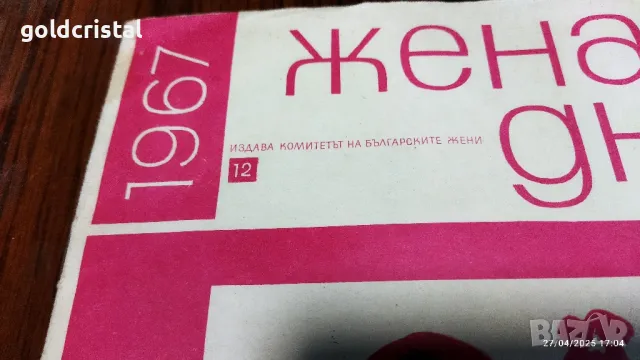 goldcristal
1967
жена
дн
ИЗДАВА КОМИТЕТЪТ НА БЪЛГАРСКИТЕ ЖЕНИ
12
BAZAR
27/04/2025 17:04